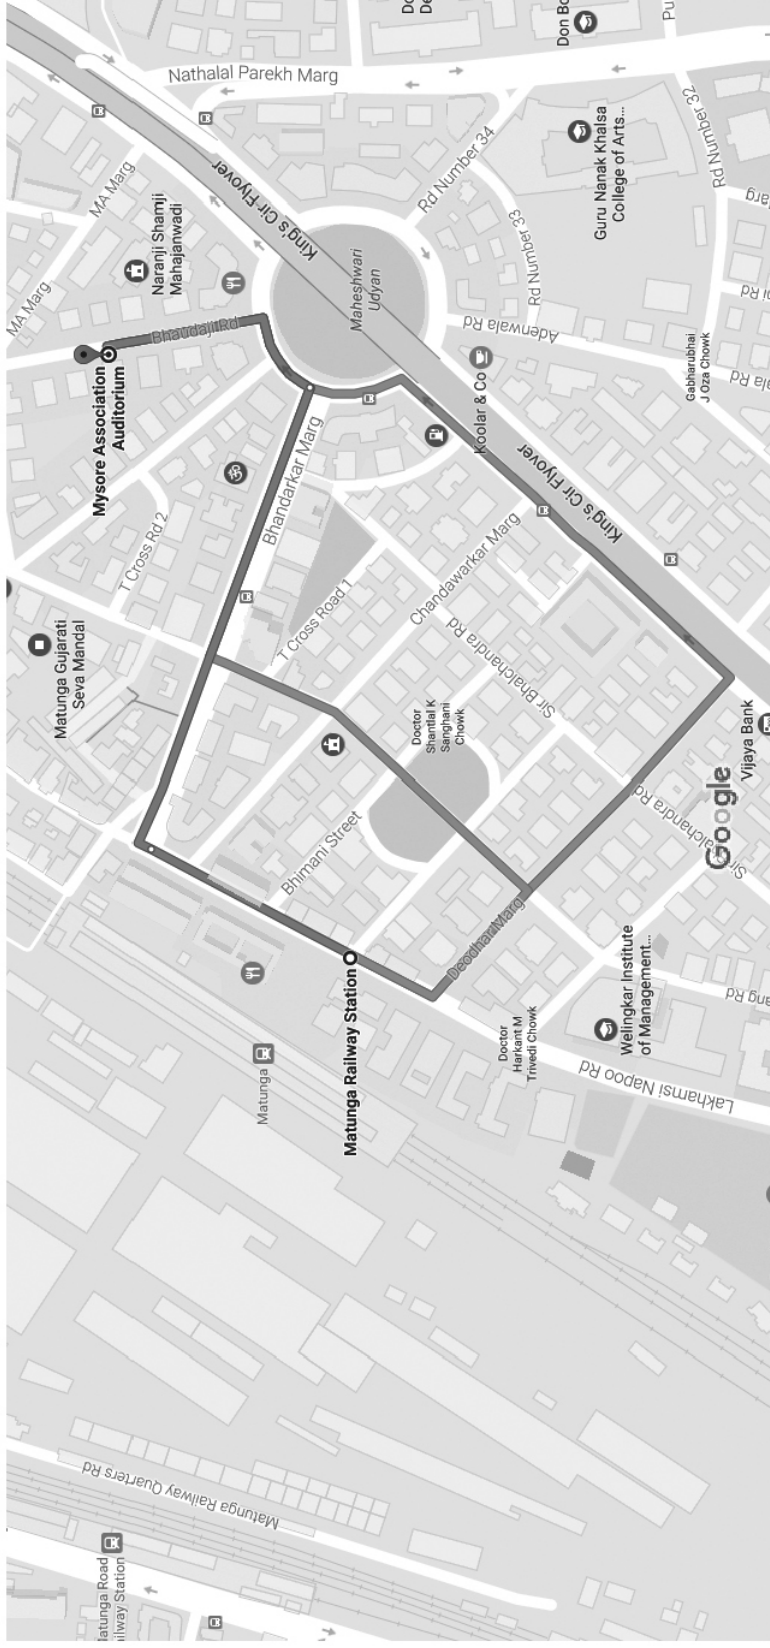 Nathalal Parekh Marg
Don Bo
Pu
MA Marg
Naranji Shamji
Mahajanwadi
King's Cir Flyover
Rd Number 34
Guru Nanak Khalsa
College of Arts...
Rd Number 32
MA Marg
Bhaudaji Rd
Maheshwari
Udyan
Rd Number 33
Adenwala Rd
Gabharubhai
J Oza Chowk
Mysore Association
Auditorium
Koolar & Co
Bhandarkar Marg
King's Cir Flyover
T Cross Rd 2
Chandawarkar Marg
T Cross Road 1
Matunga Gujarati
Seva Mandal
Sir Bhalchandra Rd
Doctor
Shantilal K
Sanghani
Chowk
Vijaya Bank
Google
Bhimani Street
Deodhar Marg
Welingkar Institute
of Management...
Matunga Railway Station
Doctor
Harkant M
Trivedi Chowk
Matunga
Lakhamsi Napoo Rd
Matunga Railway Quarters Rd
atunga Road
ailway Station